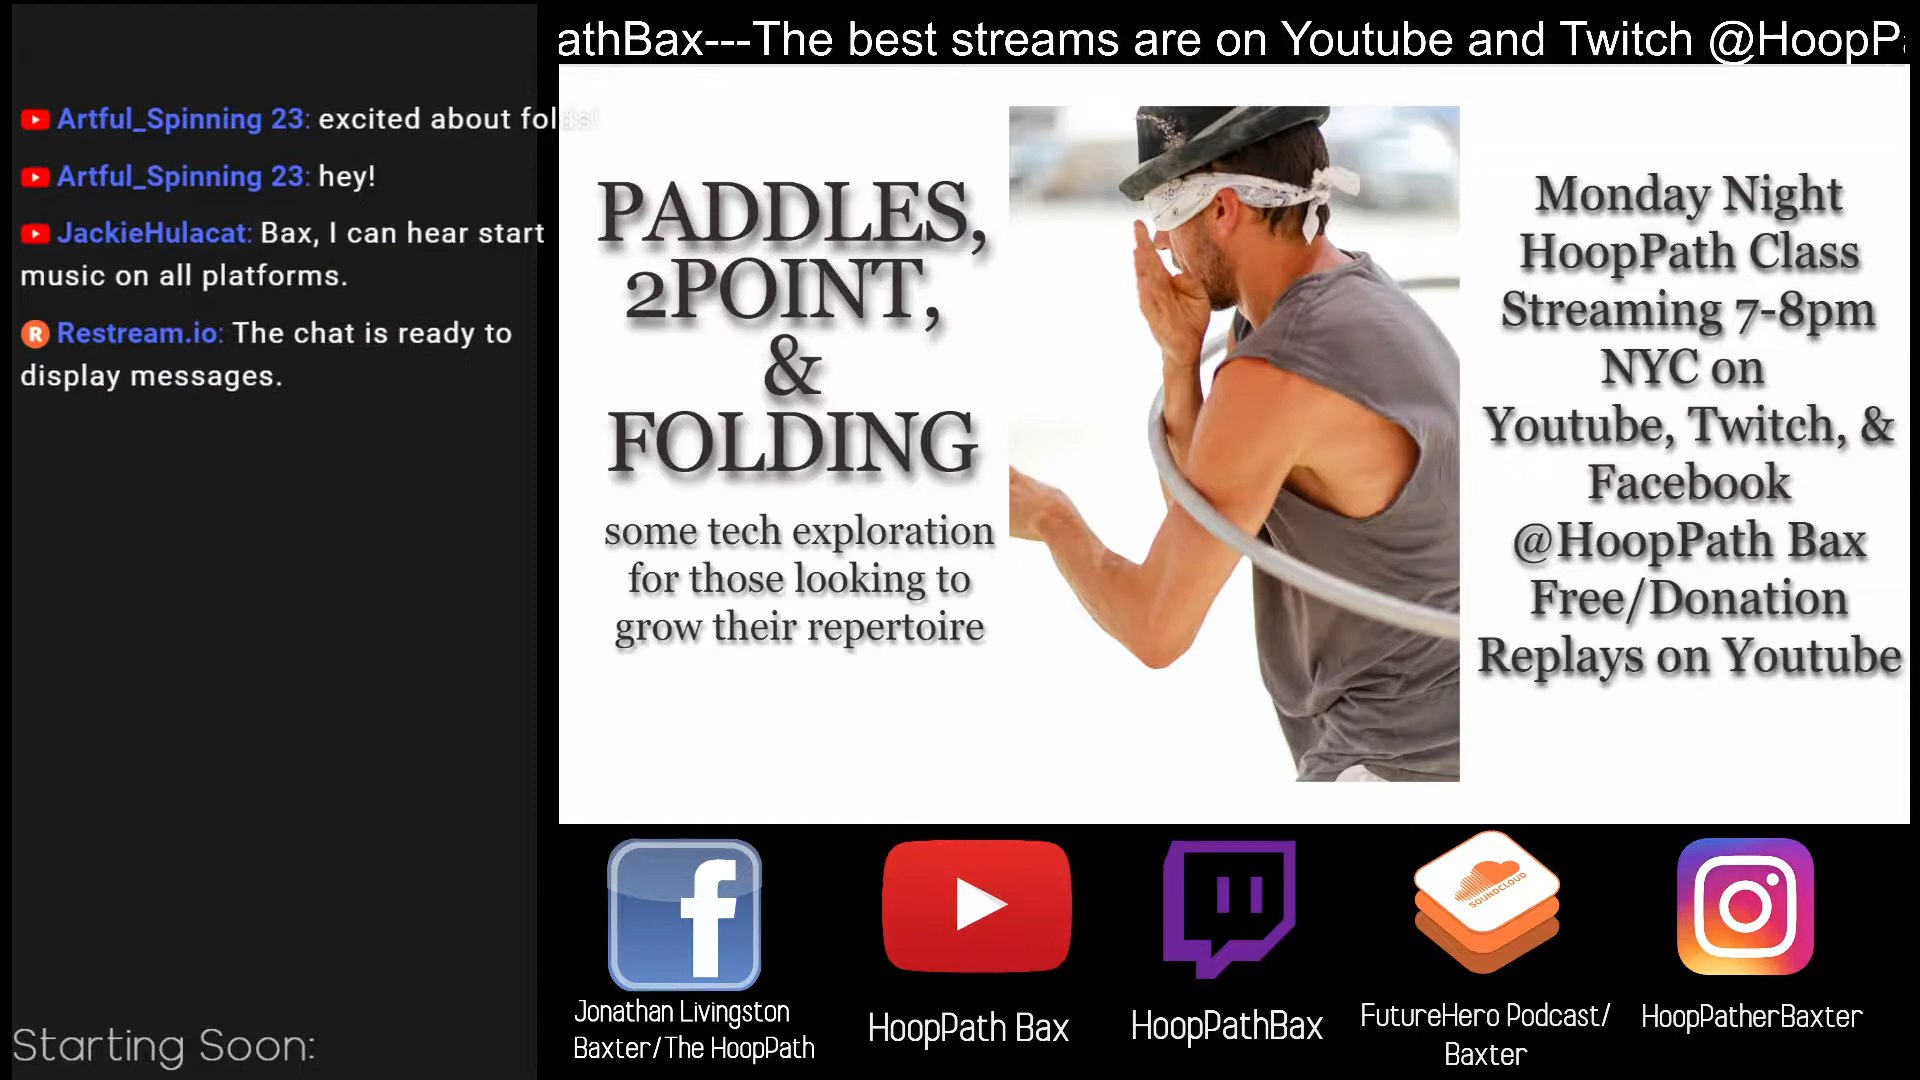 athBax---The best streams are on Youtube and Twitch @HoopPa
Artful_Spinning 23: excited about folds!
Artful_Spinning 23: hey!
JackieHulacat: Bax, I can hear start
music on all platforms.
R Restream.io: The chat is ready to
display messages.
PADDLES,
2POINT,
&
FOLDING
some tech exploration
for those looking to
grow their repertoire
Monday Night
HoopPath Class
Streaming 7-8pm
NYC on
Youtube, Twitch, &
Facebook
@HoopPath Bax
Free/Donation
Replays on Youtube
f
SOUNDCLOUD
Jonathan Livingston
Baxter/The HoopPath
HoopPath Bax
HoopPathBax
FutureHero Podcast/
Baxter
HoopPatherBaxter
Starting Soon: